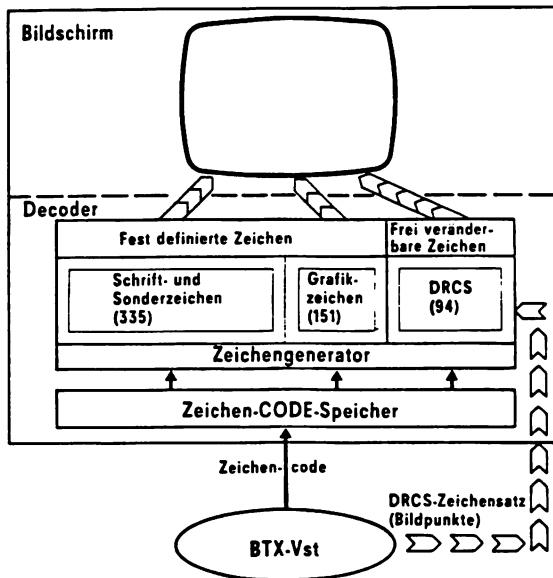 Bildschirm
Decoder
Fest definierte Zeichen
Frei veränder-
bare Zeichen
Schrift- und
Sonderzeichen
(335)
Grafik-
zeichen
(151)
DRCS
(94)
Zeichengenerator
Zeichen-CODE-Speicher
Zeichen-code
DRCS-Zeichensatz
(Bildpunkte)
BTX-Vst